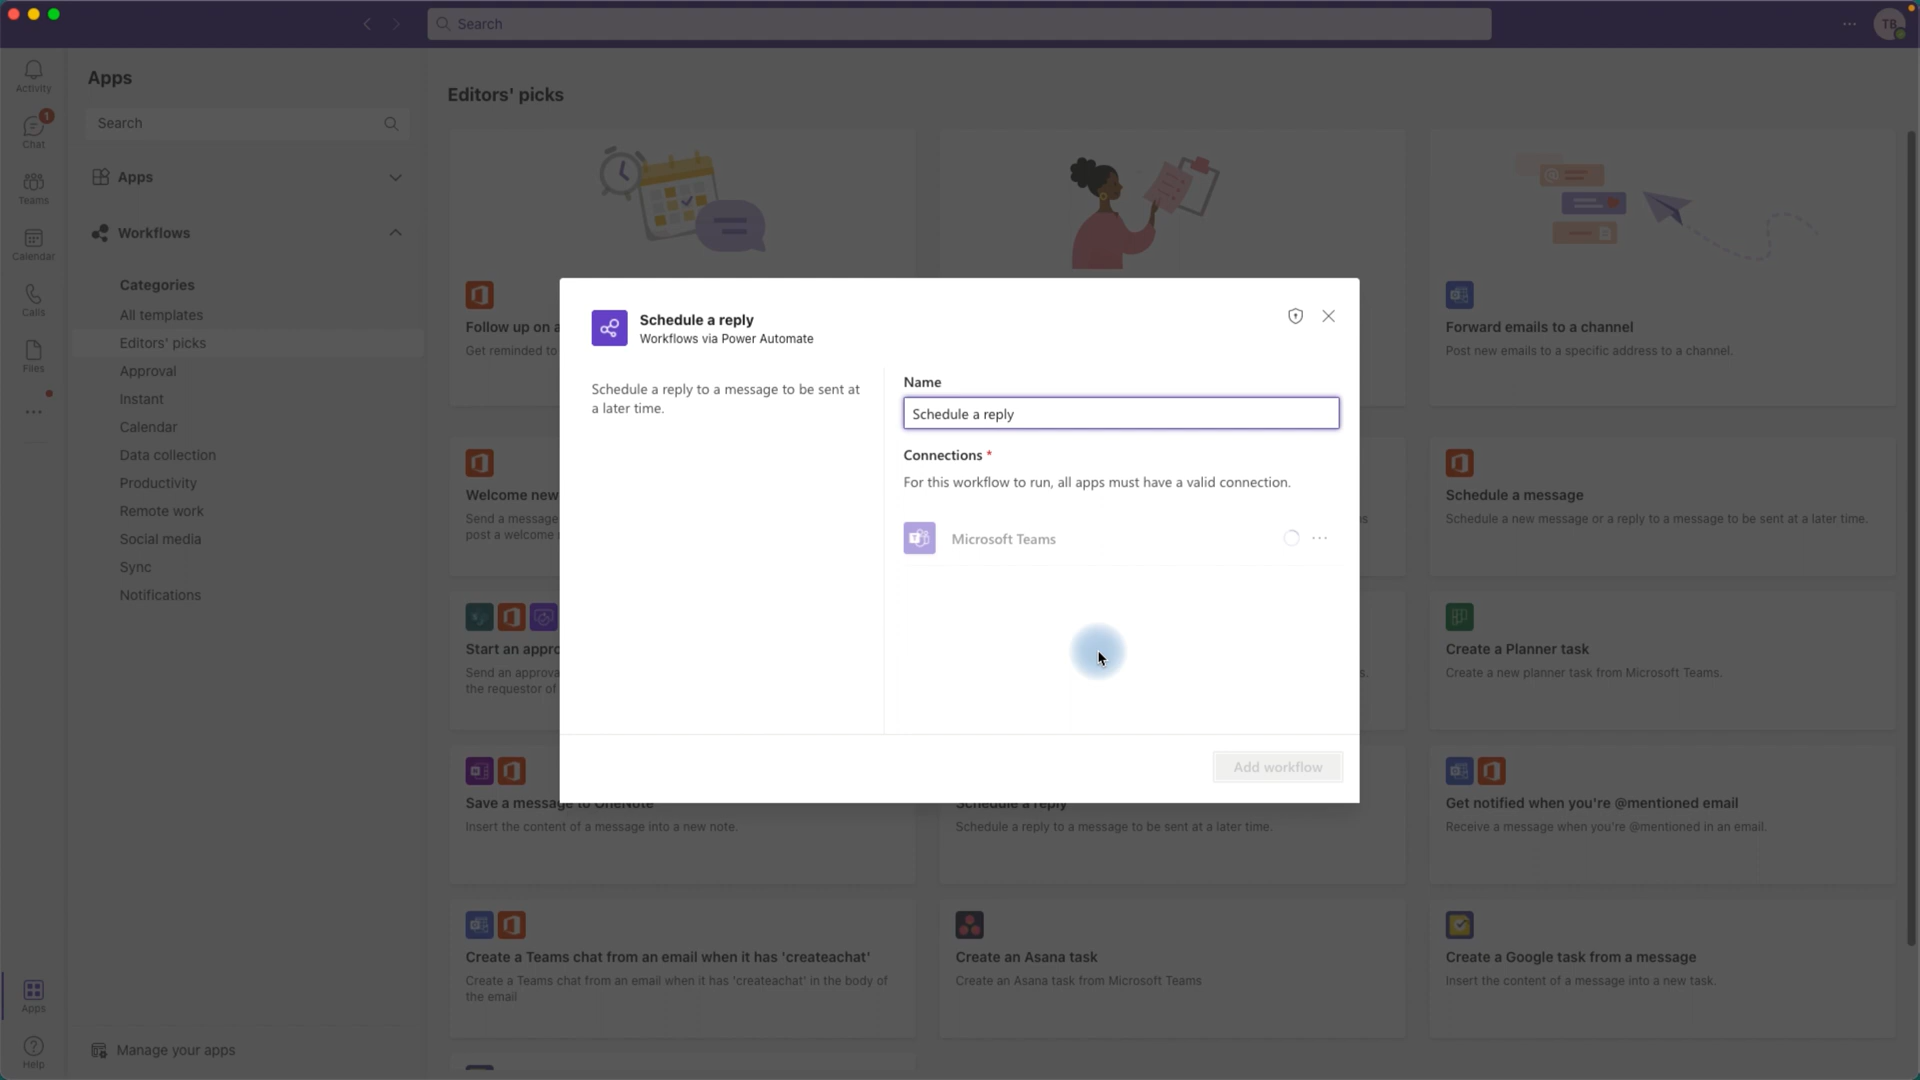 Search
TB
Activity
1
Chat
Teams
Calendar
Calls
Files
Apps
Help
Apps
Search
Apps
Workflows
Categories
All templates
Editors' picks
Approval
Instant
Calendar
Data collection
Productivity
Remote work
Social media
Sync
Notifications
Manage your apps
Editors' picks
Follow up on a
Get reminded to
Forward emails to a channel
Post new emails to a specific address to a channel.
Welcome new
Send a message
post a welcome
Schedule a message
Schedule a new message or a reply to a message to be sent at a later time.
Start an appro
Send an approva
the requestor of
Create a Planner task
Create a new planner task from Microsoft Teams.
Save a message to OneNote
Insert the content of a message into a new note.
Schedule a reply
Schedule a reply to a message to be sent at a later time.
Get notified when you're @mentioned email
Receive a message when you're @mentioned in an email.
Create a Teams chat from an email when it has 'createachat'
Create a Teams chat from an email when it has 'createachat' in the body of
the email
Create an Asana task
Create an Asana task from Microsoft Teams
Create a Google task from a message
Insert the content of a message into a new task.
Schedule a reply
Workflows via Power Automate
Schedule a reply to a message to be sent at
a later time.
Name
Schedule a reply
Connections *
For this workflow to run, all apps must have a valid connection.
Microsoft Teams
Add workflow